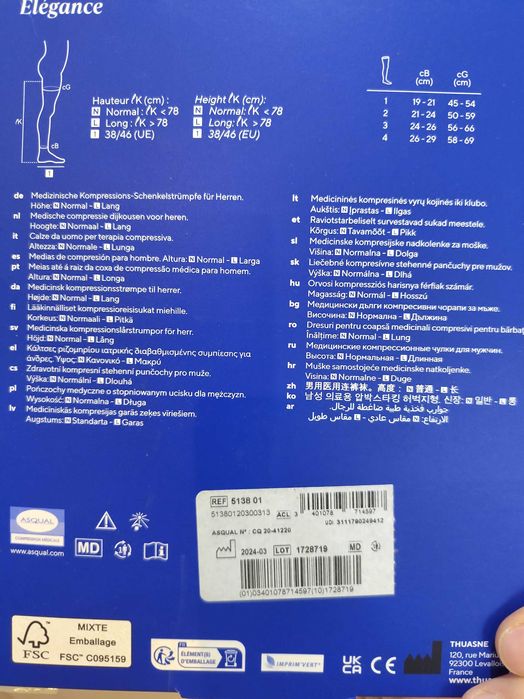 Elégance
cG
ℓK
cB
1
Hauteur ℓK (cm) :
N Normal : ℓK < 78
L Long : ℓK > 78
1 38/46 (UE)
Height ℓK (cm):
N Normal: ℓK < 78
L Long: ℓK > 78
1 38/46 (EU)
cB (cm) cG (cm)
1 19-21 45-54
2 21-24 50-59
3 24-26 56-66
4 26-29 58-69
de Medizinische Kompressions-Schenkelstrümpfe für Herren.
Höhe: N Normal - L Lang
nl Medische compressie dijkousen voor heren.
Hoogte: N Normaal - L Lang
it Calze da uomo per terapia compressiva.
Altezza: N Normale - L Lunga
es Medias de compresión para hombre. Altura: N Normal - L Larga
pt Meias até á raiz da coxa de compressão médica para homem.
Altura: N Normal - L Longa
da Medicinsk kompressionsstrømpe til herrer.
Højde: N Normal - L Lang
fi Lääkinnälliset kompressioreisisukat miehille.
Korkeus: N Normaali - L Pitkä
sv Medicinska kompressionslårstrumpor för herr.
Höjd: N Normal - L Lång
el Κάλτσες ριζομηρίου ιατρικής διαβαθμισμένης συμπίεσης για
άνδρες. Ύψος: N Κανονικό - L Μακρύ
cs Zdravotní kompresní stehenní punčochy pro muže.
Výška: N Normální - L Dlouhá
pl Pończochy medyczne o stopniowanym ucisku dla mężczyzn.
Wysokość: N Normalna - L Długa
lv Medicīniskās kompresijas garās zeķes vīriešiem.
Augstums: N Standarta - L Garas
lt Medicininės kompresinės vyrų kojinės iki klubo.
Aukštis: N Įprastas - L Ilgas
et Raviotstarbeliselt survestavad sukad meestele.
Kõrgus: N Tavamõõt - L Pikk
sl Medicinske kompresijske nadkolenke za moške.
Višina: N Normalna - L Dolga
sk Liečebné kompresívne stehenné pančuchy pre mužov.
Výška: N Normálna - L Dlhá
hu Orvosi kompressziós harisnya férfiak számár.
Magasság: N Normál - L Hosszú
bg Медицински дълги компресивни чорапи за мъже.
Височина: N Нормална - L Дължина
ro Dresuri pentru coapsă medicinali compresivi pentru bărbaț
Înălțime: N Normal - L Lung
ru Медицинские компрессионные чулки для мужчин.
Высота: N Нормальная - L Длинная
hr Muške samostojeće medicinske natkoljenke.
Visina: N Normalne - L Duge
zh 男用医用连裤袜。高度： N 普通 - L 长
ko 남성 의료용 압박스타킹 허벅지형. 신장: N 일반 - L 롱
ar جوارب فخذية طبية ضاغطة للرجال.
الارتفاع: N مقاس عادي - L مقاس طويل
REF 5138 01
51380120300313 ACL 3 401078 714597
UDI 3111790249412
ASQUAL N° : CQ 20-41220
2024-03 LOT 1728719 MD
(01)03401078714597(10)1728719
ASQUAL
COMPRESSION MÉDICALE
www.asqual.com
MD
MIXTE
Emballage
FSC
FSC™ C095159
FR
ÉLÉMENT(S)
D'EMBALLAGE
IMPRIM'VERT®
UK
CA
CE
THUASNE
120, rue Mari
92300 Levallo
France
www.thuas